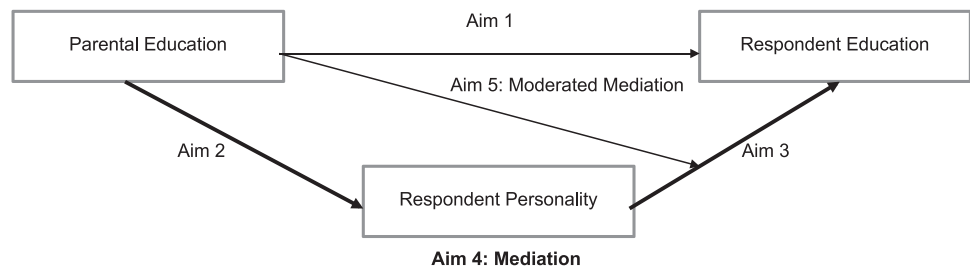 Aim 1
Parental Education
Respondent Education
Aim 5: Moderated Mediation
Aim 2
Aim 3
Respondent Personality
Aim 4: Mediation